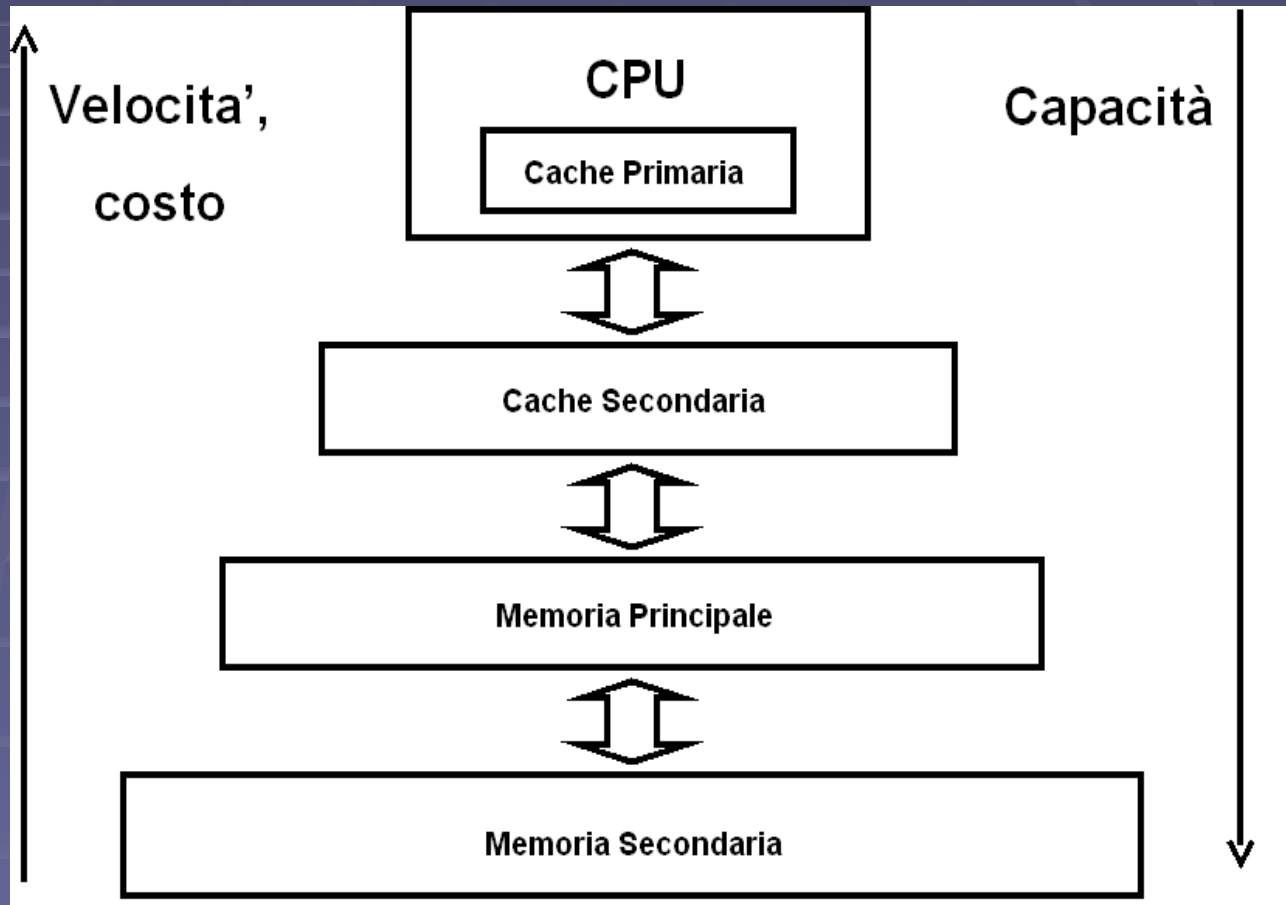 Velocita',
costo
CPU
Cache Primaria
Capacità
Cache Secondaria
Memoria Principale
Memoria Secondaria